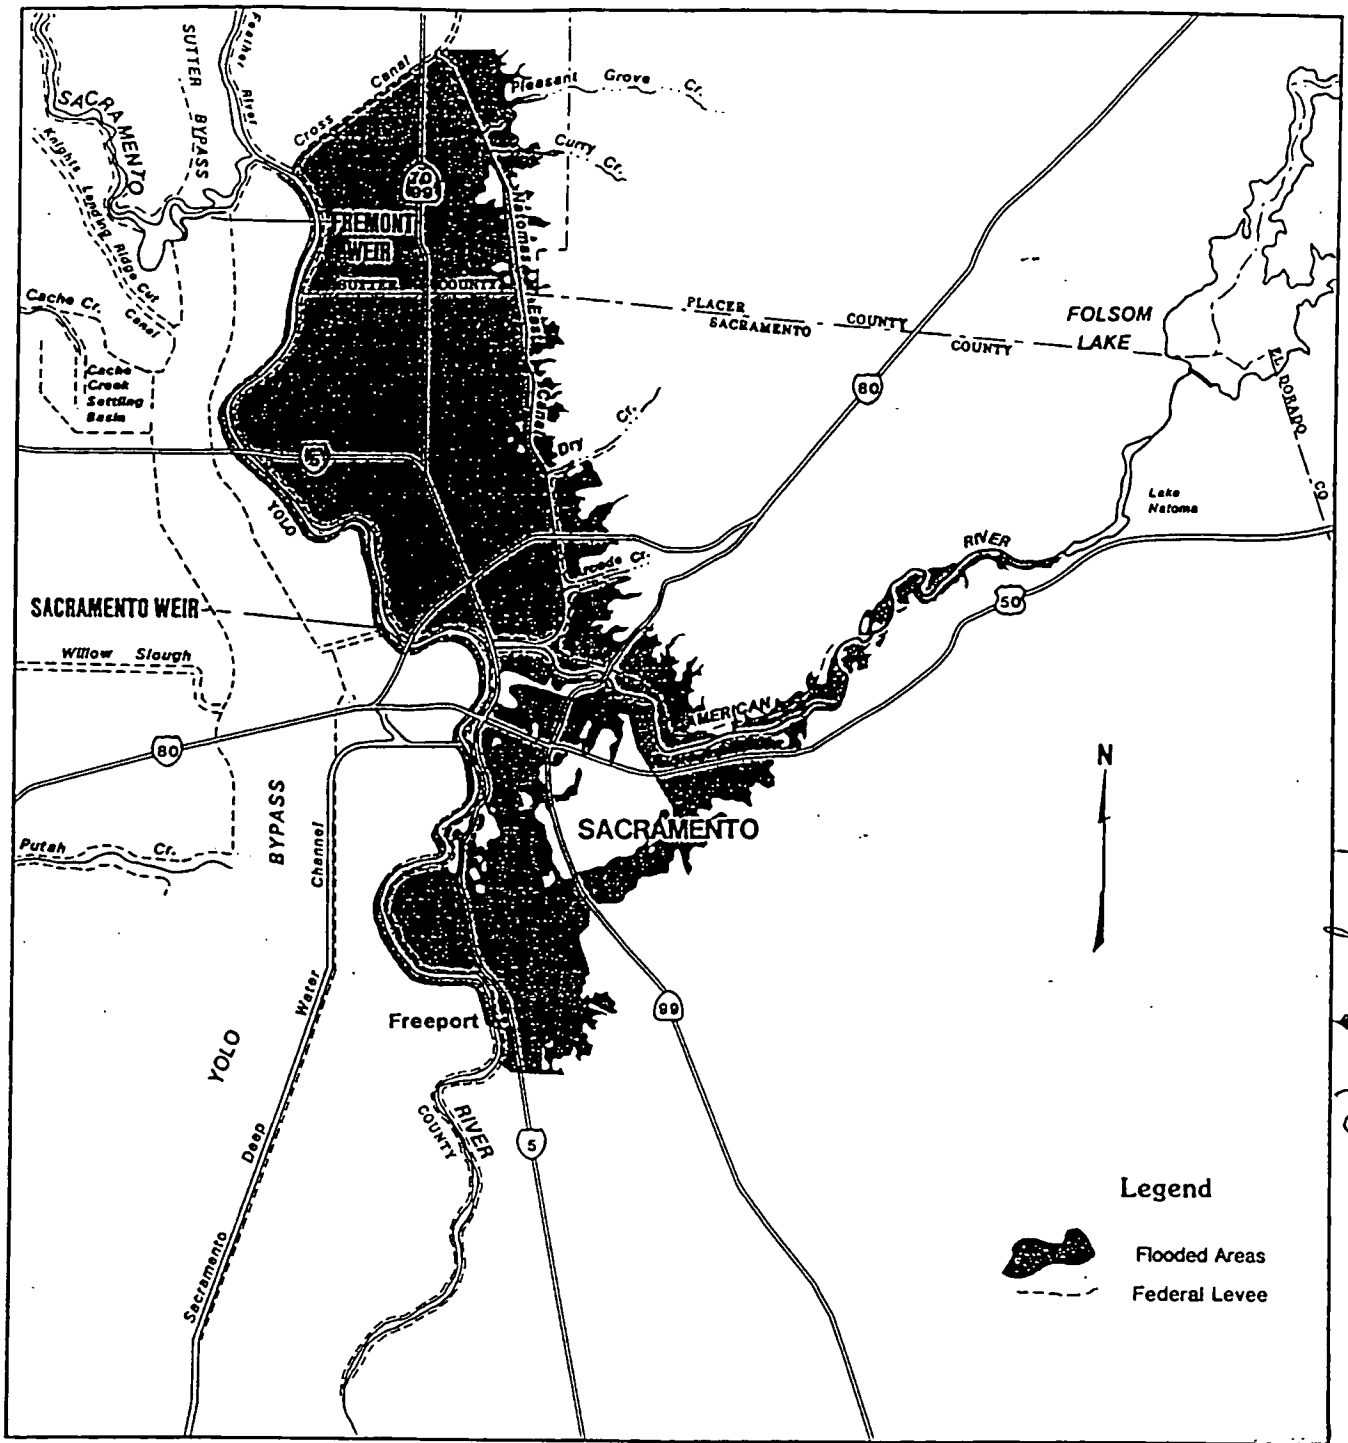 Feather River
SUTTER BYPASS
SACRAMENTO
Knights Landing Ridge Cut Canal
Cross Canal
Pleasant Grove Cr.
Curry Cr.
70
99
Natomas East Canal
FREMONT
WEIR
SUTTER COUNTY
PLACER COUNTY
SACRAMENTO COUNTY
FOLSOM
LAKE
EL DORADO CO
Cache Cr.
Cache
Creek
Settling
Basin
80
5
Dry Cr.
YOLO
Lake
Natoma
RIVER
Arcade Cr.
50
SACRAMENTO WEIR
Willow Slough
AMERICAN
80
N
BYPASS
SACRAMENTO
Putah Cr.
Channel
Water
Freeport
99
YOLO
RIVER
COUNTY
Deep
5
Sacramento
Legend
Flooded Areas
Federal Levee